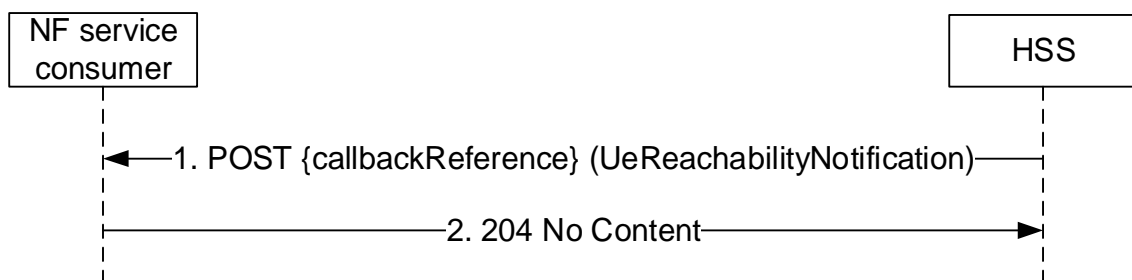 NF service
consumer
HSS
1. POST {callbackReference} (UeReachabilityNotification)
2. 204 No Content